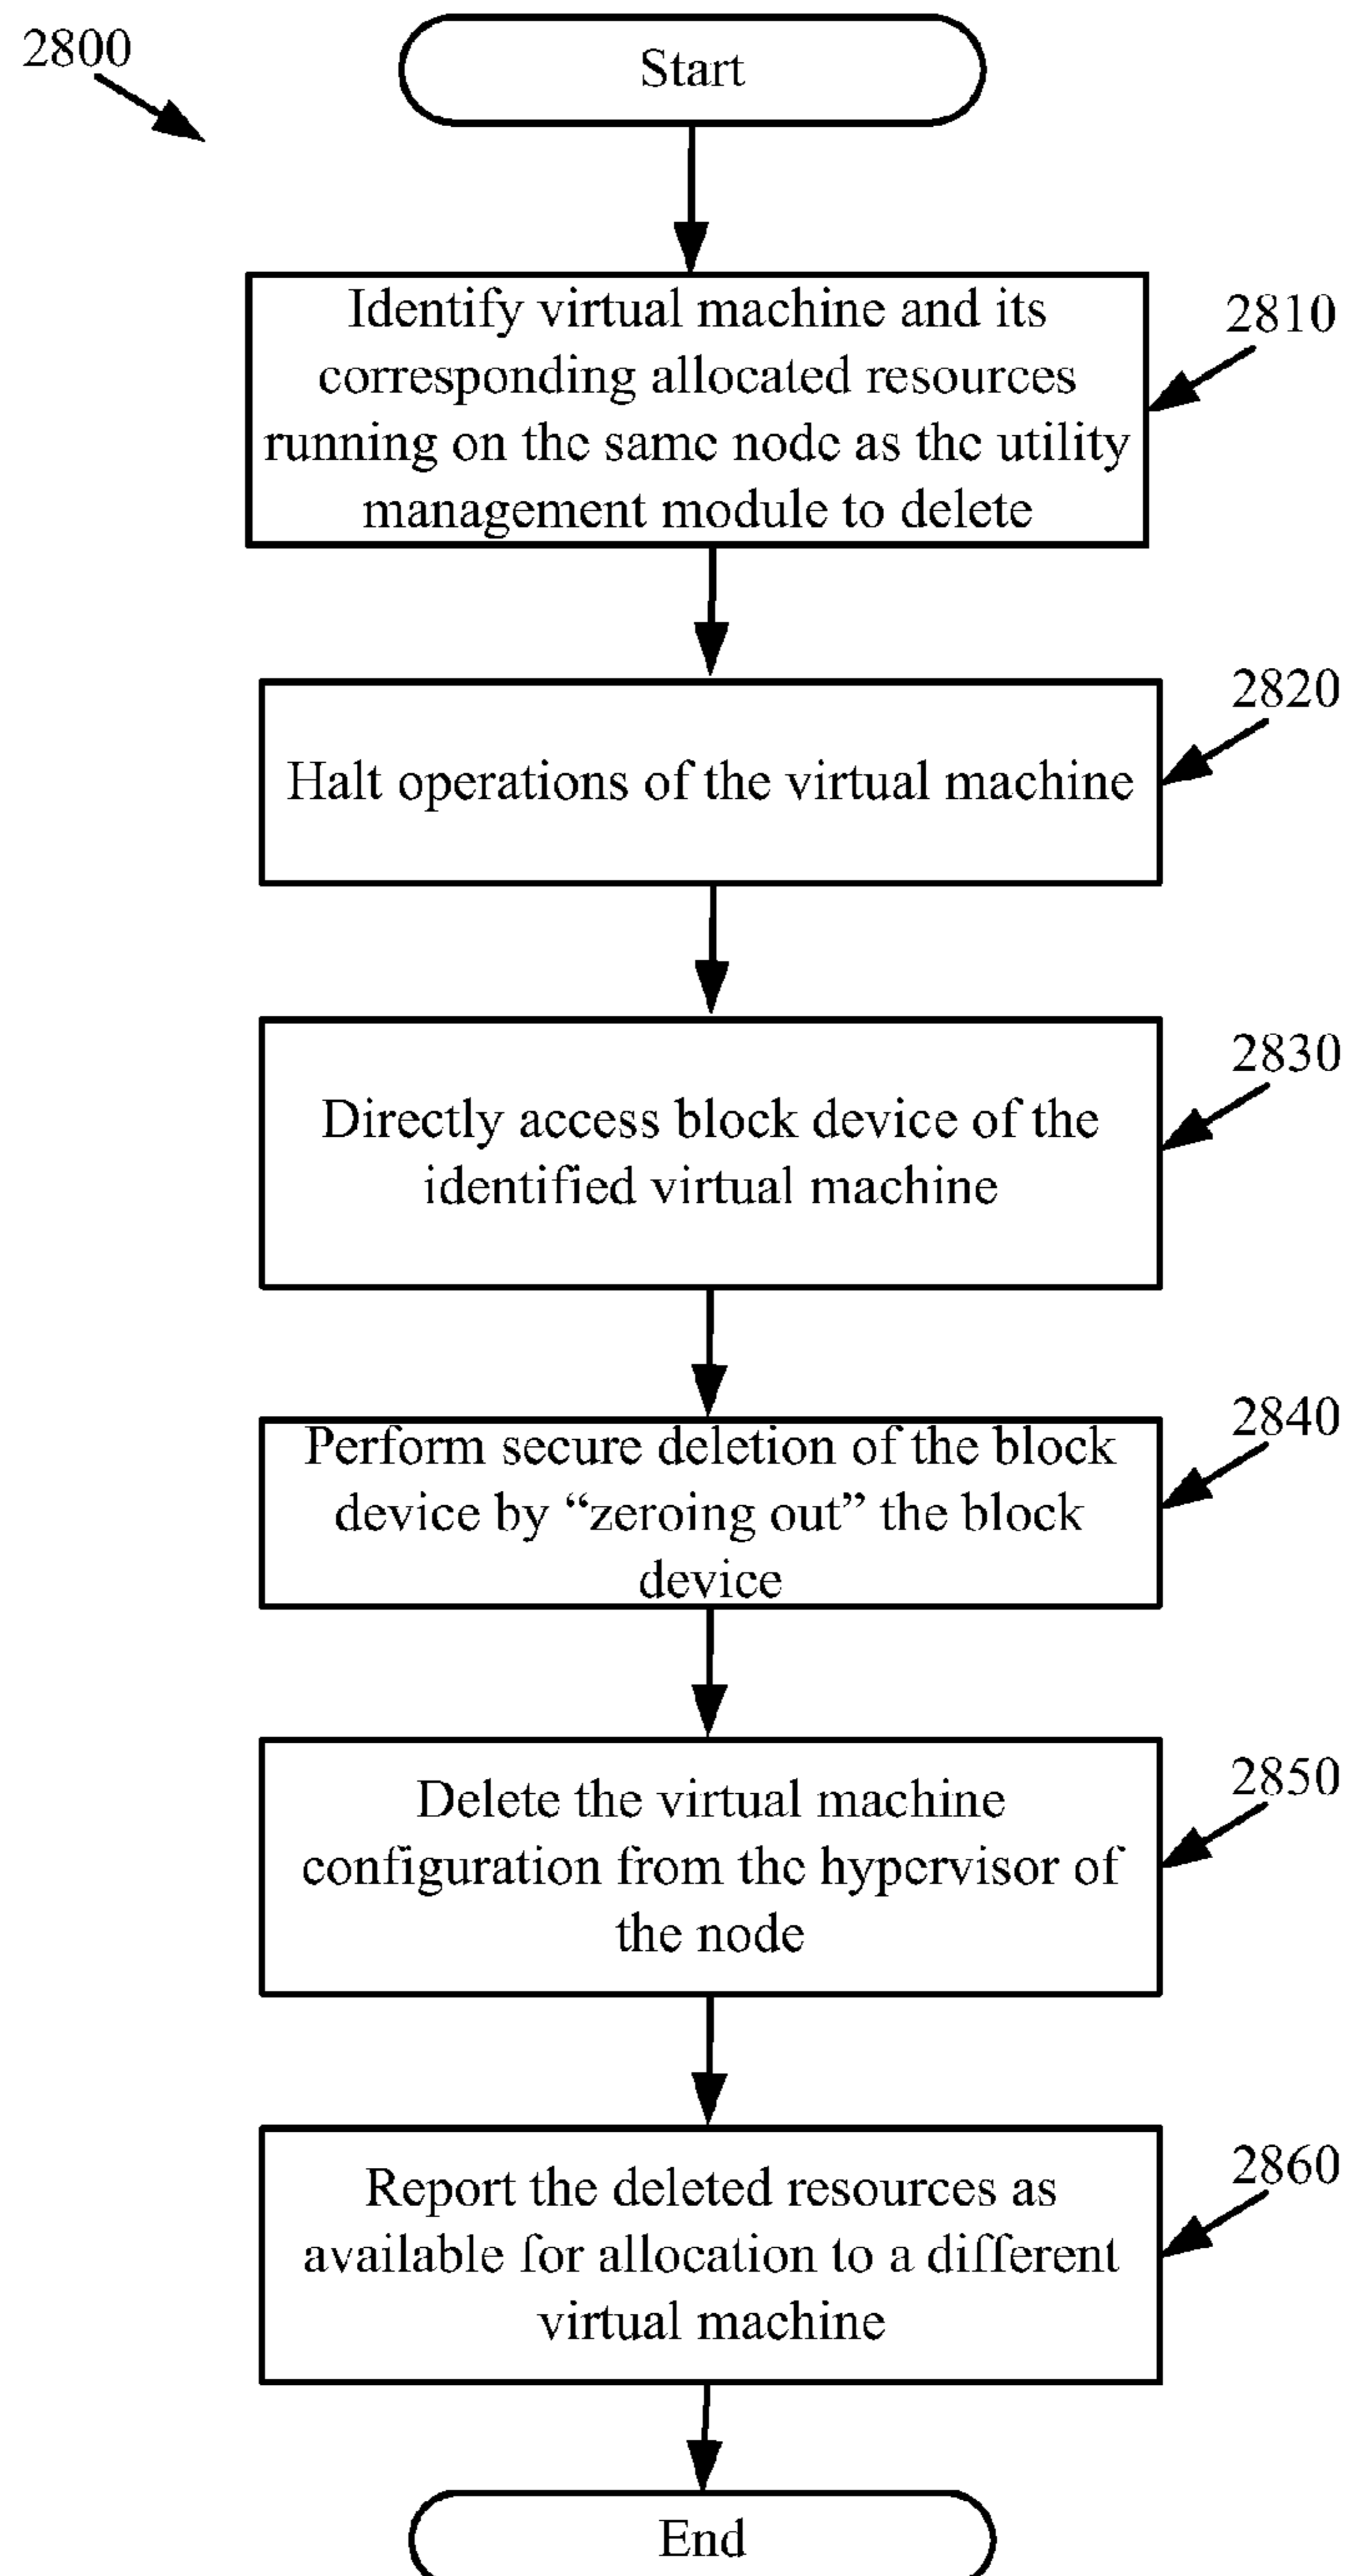 2800
Start
Identify virtual machine and its
corresponding allocated resources
running on the same node as the utility
management module to delete
2810
Halt operations of the virtual machine
2820
Directly access block device of the
identified virtual machine
2830
Perform secure deletion of the block
device by “zeroing out” the block
device
2840
Delete the virtual machine
configuration from the hypervisor of
the node
2850
Report the deleted resources as
available for allocation to a different
virtual machine
2860
End